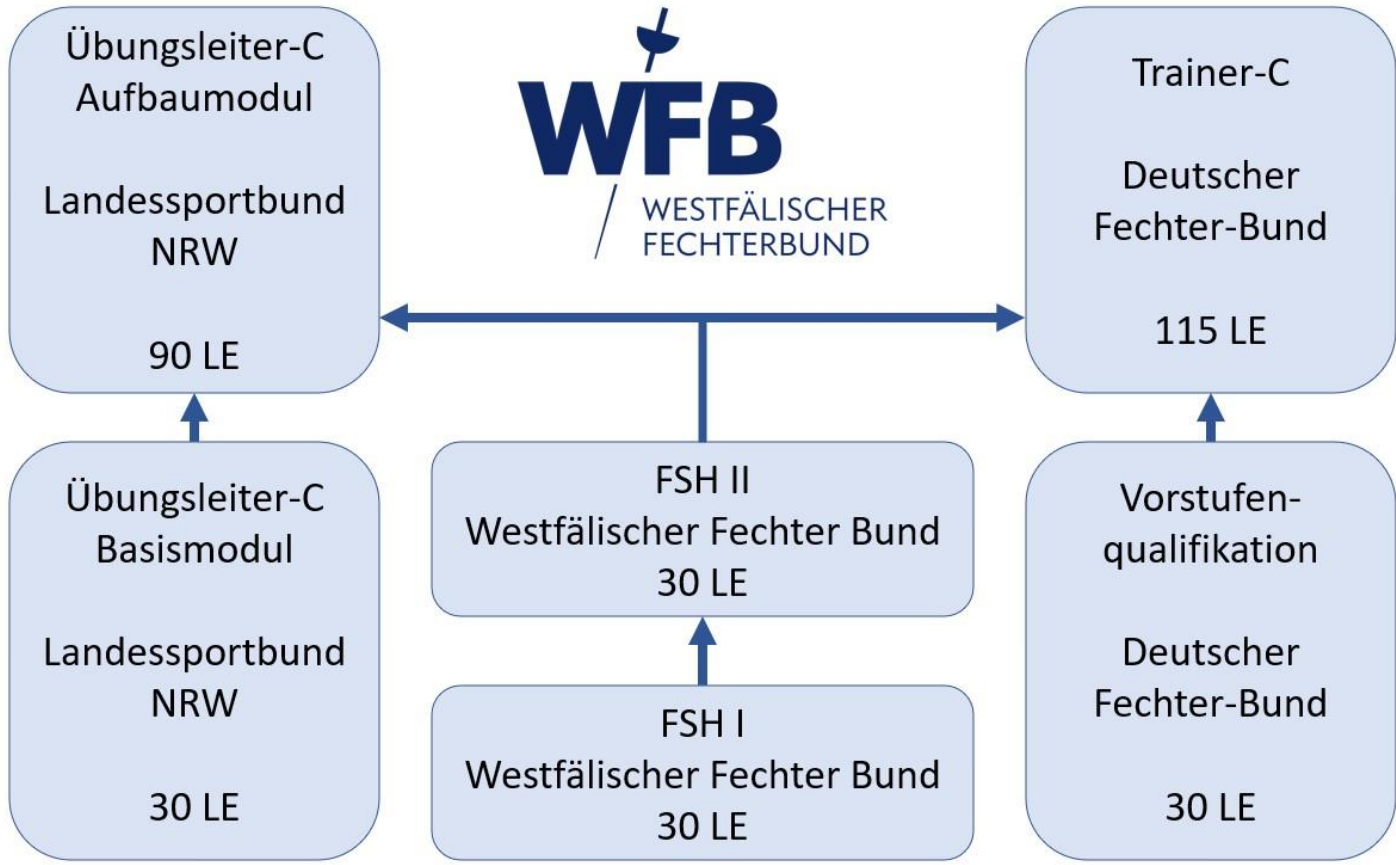 Übungsleiter-C
Aufbaumodul
Landessportbund
NRW
90 LE
WFB
WESTFÄLISCHER
FECHTERBUND
Trainer-C
Deutscher
Fechter-Bund
115 LE
Übungsleiter-C
Basismodul
Landessportbund
NRW
30 LE
FSH II
Westfälischer Fechter Bund
30 LE
FSH I
Westfälischer Fechter Bund
30 LE
Vorstufen-
qualifikation
Deutscher
Fechter-Bund
30 LE